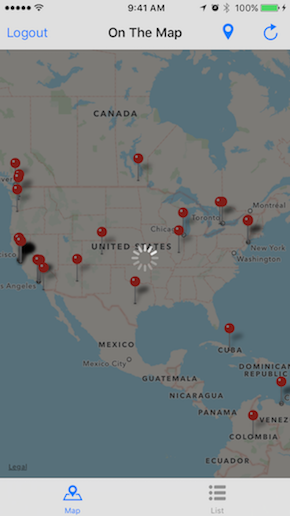 9:41 AM
100%
Logout
On The Map
CANADA
Montréal
Toronto
Chicago
New York
UNITED STATES
Washington
Angeles
MEXICO
Mexico City
CUBA
DOMINICAN
REPUBLIC
GUATEMALA
NICARAGUA
PANAMA
VENEZ
COLOMBIA
ECUADOR
Legal
Map
List